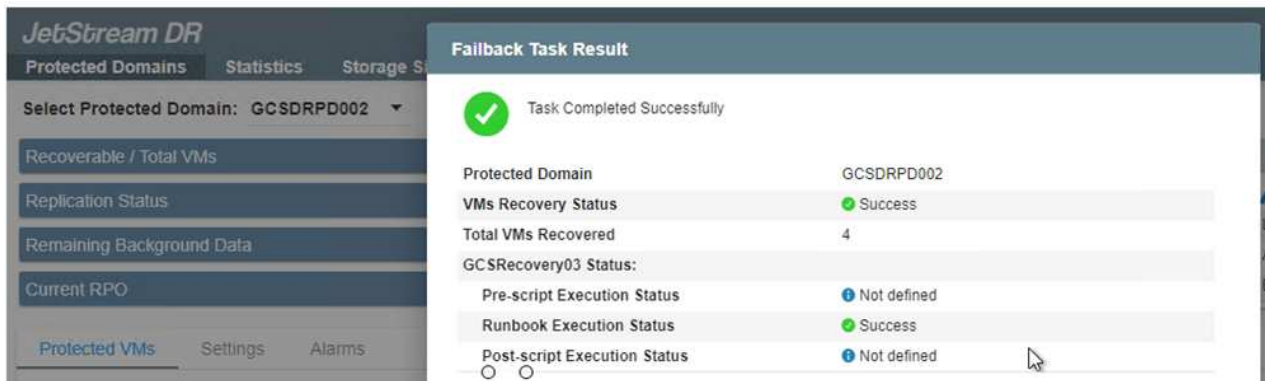 JetStream DR
Protected Domains Statistics Storage
Select Protected Domain: GCSDRPD002
Recoverable / Total VMs
Replication Status
Remaining Background Data
Current RPO
Protected VMs Settings Alarms
Failback Task Result
Task Completed Successfully
Protected Domain GCSDRPD002
VMs Recovery Status Success
Total VMs Recovered 4
GCSRecovery03 Status:
Pre-script Execution Status Not defined
Runbook Execution Status Success
Post-script Execution Status Not defined